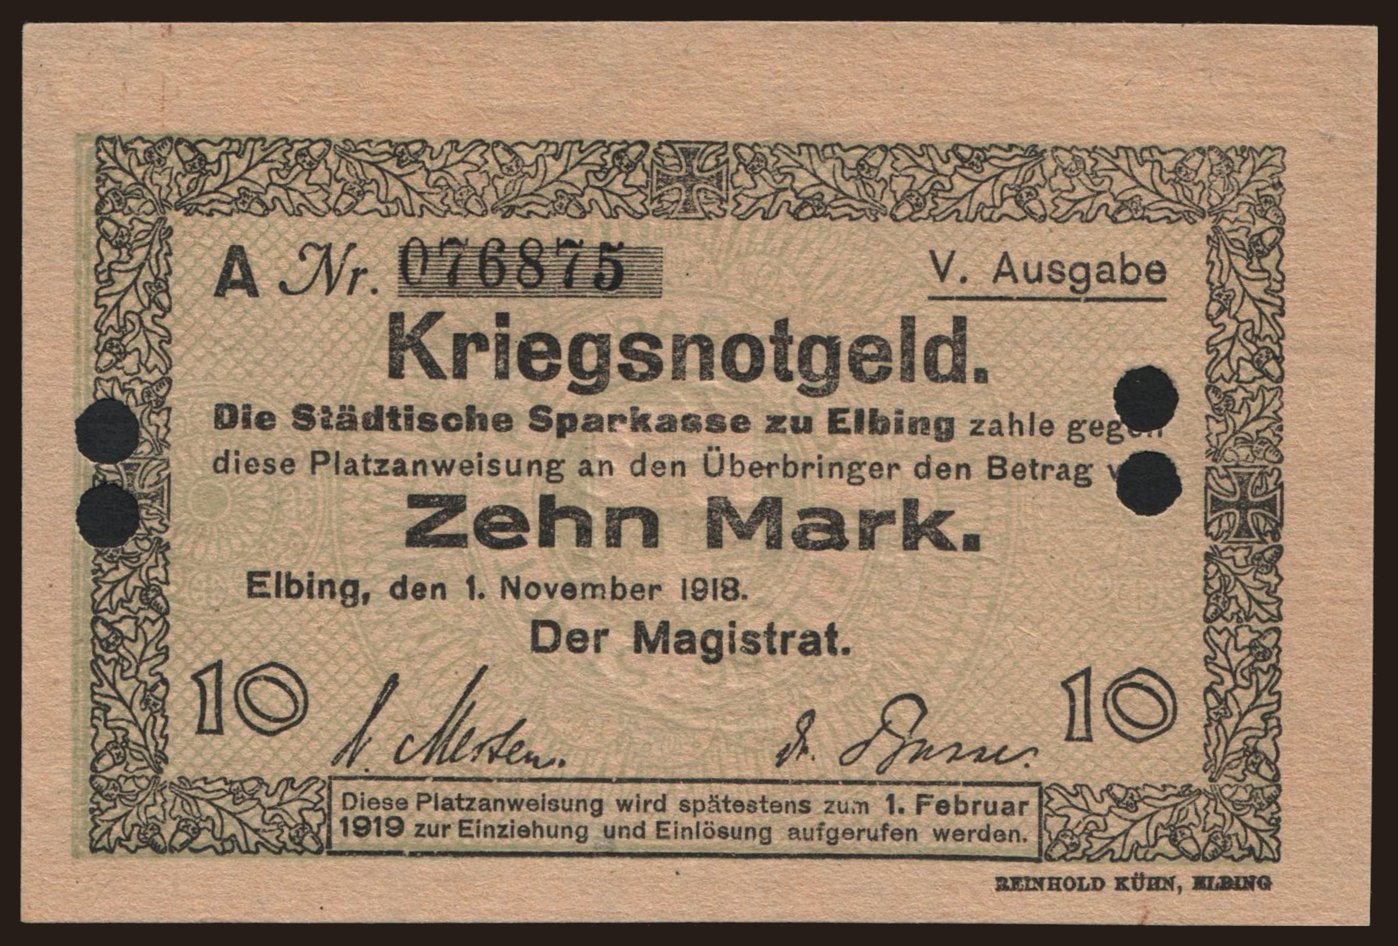 A Nr. 076875
V. Ausgabe
Kriegsnotgeld.
Die Städtische Sparkasse zu Elbing zahle gegen
diese Platzanweisung an den Überbringer den Betrag
Zehn Mark.
Elbing, den 1. November 1918.
Der Magistrat.
10 10
Dr. Merten.
Diese Platzanweisung wird spätestens zum 1. Februar
1919 zur Einziehung und Einlösung aufgerufen werden.
REINHOLD KÜHN, ELBING